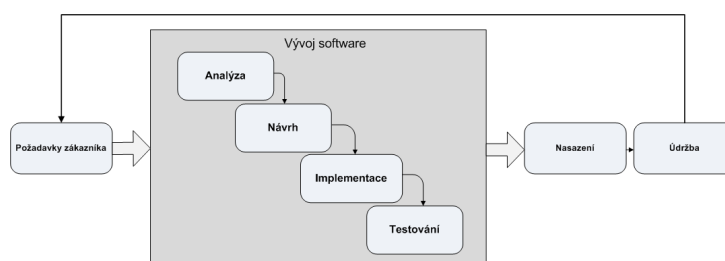 Vývoj software
Analýza
Návrh
Implementace
Testování
Požadavky zákazníka
Nasazení
Údržba